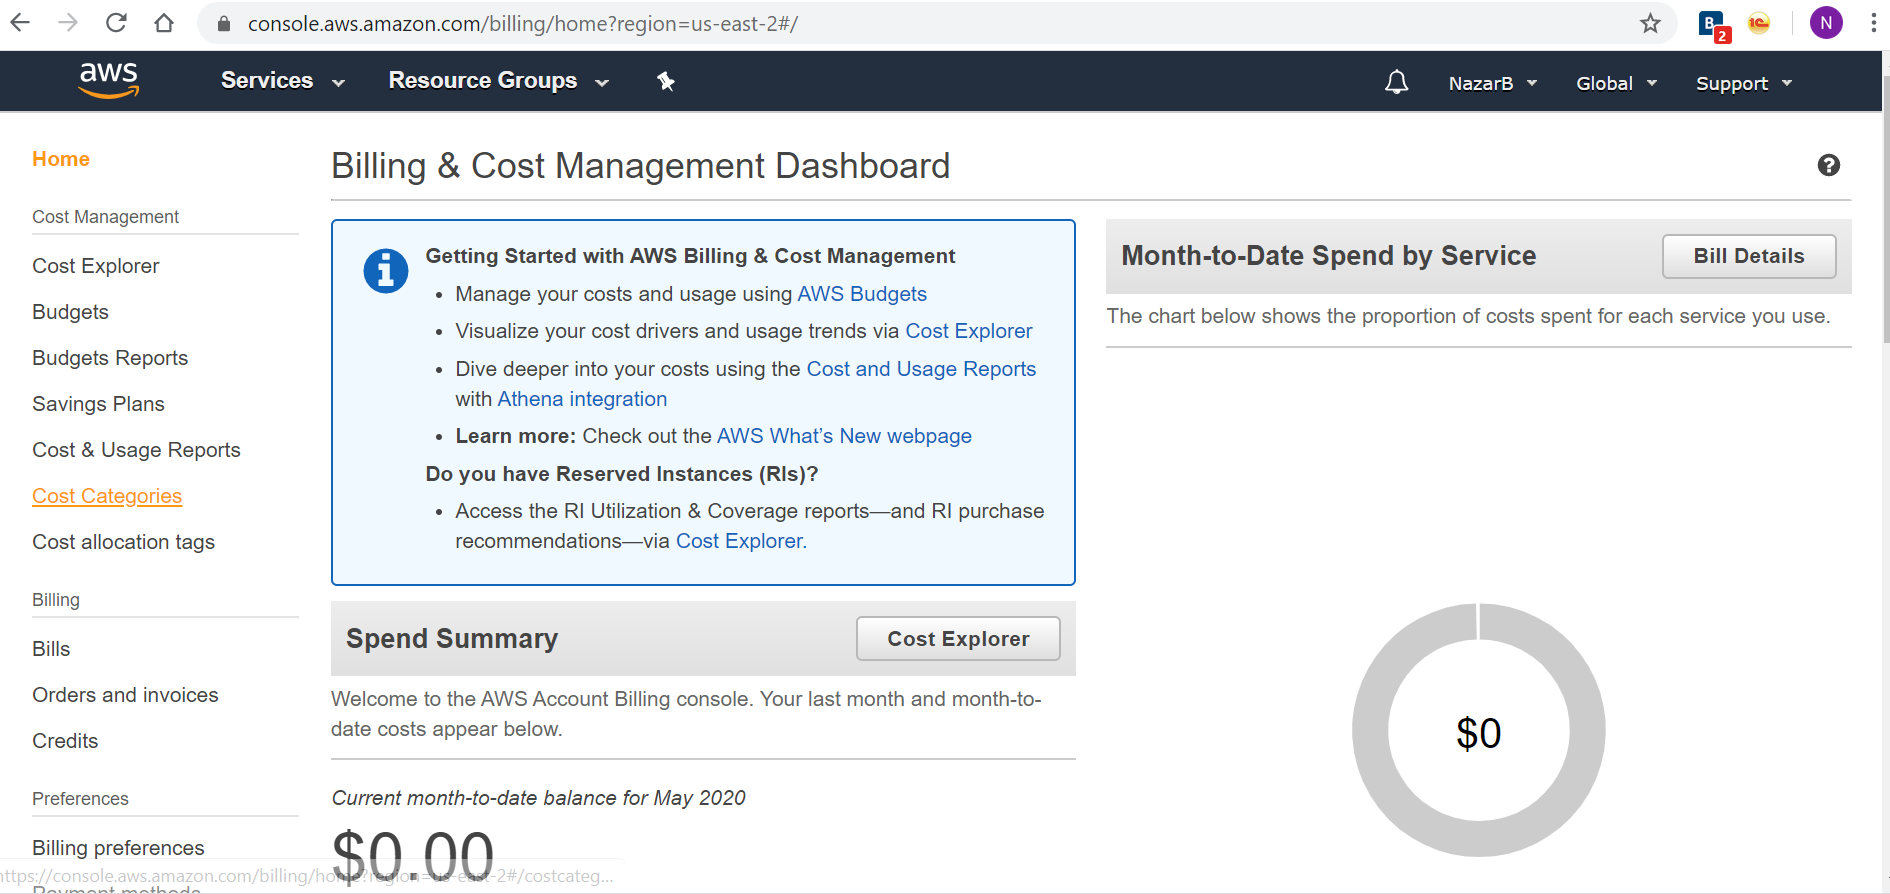 console.aws.amazon.com/billing/home?region=us-east-2#/
B
2
1C
N
aws
Services
Resource Groups
NazarB
Global
Support
Home
Cost Management
Cost Explorer
Budgets
Budgets Reports
Savings Plans
Cost & Usage Reports
Cost Categories
Cost allocation tags
Billing
Bills
Orders and invoices
Credits
Preferences
Billing preferences
Payment methods
Billing & Cost Management Dashboard
?
Getting Started with AWS Billing & Cost Management
• Manage your costs and usage using AWS Budgets
• Visualize your cost drivers and usage trends via Cost Explorer
• Dive deeper into your costs using the Cost and Usage Reports
with Athena integration
• Learn more: Check out the AWS What’s New webpage
Do you have Reserved Instances (RIs)?
• Access the RI Utilization & Coverage reports—and RI purchase
recommendations—via Cost Explorer.
Spend Summary
Cost Explorer
Welcome to the AWS Account Billing console. Your last month and month-to-
date costs appear below.
Current month-to-date balance for May 2020
$0.00
Month-to-Date Spend by Service
Bill Details
The chart below shows the proportion of costs spent for each service you use.
$0
https://console.aws.amazon.com/billing/home?region=us-east-2#/costcateg...